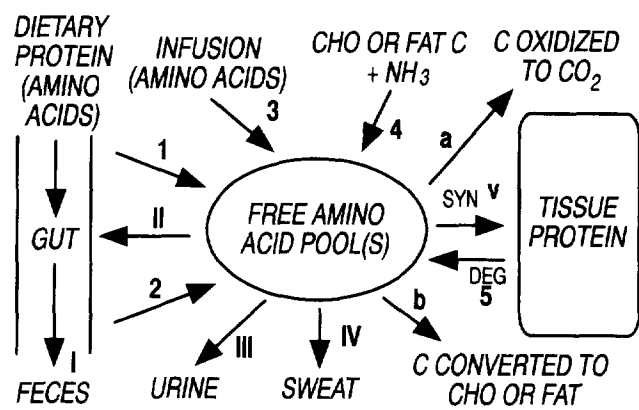 DIETARY
PROTEIN
(AMINO
ACIDS)
INFUSION
(AMINO ACIDS)
3
CHO OR FAT C
+ NH₃
4
C OXIDIZED
TO CO₂
a
1
II
GUT
2
I
FECES
FREE AMINO
ACID POOL(S)
SYN V
TISSUE
PROTEIN
DEG
5
b
III
URINE
IV
SWEAT
C CONVERTED TO
CHO OR FAT